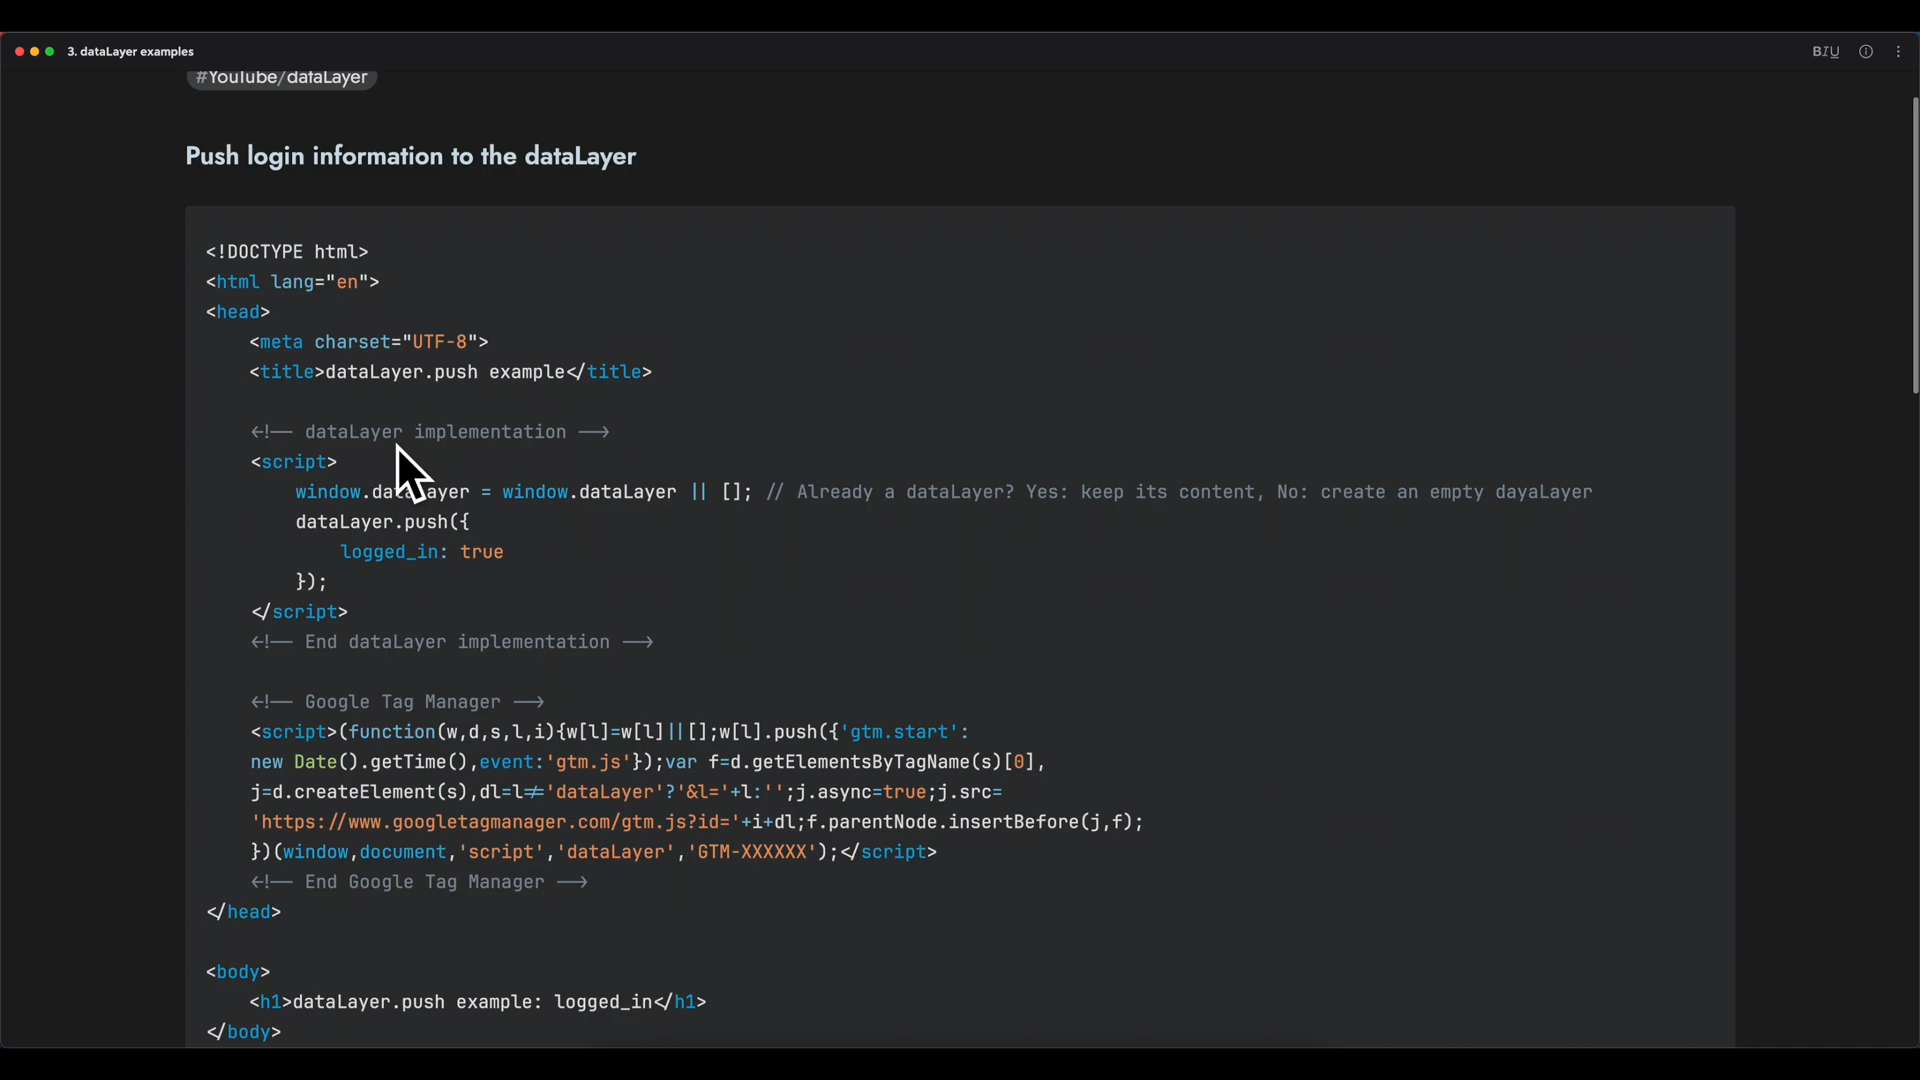 3. dataLayer examples
BIU
#YouTube/dataLayer
Push login information to the dataLayer
<!DOCTYPE html>
<html lang="en">
<head>
<meta charset="UTF-8">
<title>dataLayer.push example</title>
<!-- dataLayer implementation -->
<script>
window.dataLayer = window.dataLayer || []; // Already a dataLayer? Yes: keep its content, No: create an empty dayaLayer
dataLayer.push({
logged_in: true
});
</script>
<!-- End dataLayer implementation -->
<!-- Google Tag Manager -->
<script>(function(w,d,s,l,i){w[l]=w[l]||[];w[l].push({'gtm.start':
new Date().getTime(),event:'gtm.js'});var f=d.getElementsByTagName(s)[0],
j=d.createElement(s),dl=l!='dataLayer'?'&l='+l:'';j.async=true;j.src=
'https://www.googletagmanager.com/gtm.js?id='+i+dl;f.parentNode.insertBefore(j,f);
})(window,document,'script','dataLayer','GTM-XXXXXX');</script>
<!-- End Google Tag Manager -->
</head>
<body>
<h1>dataLayer.push example: logged_in</h1>
</body>